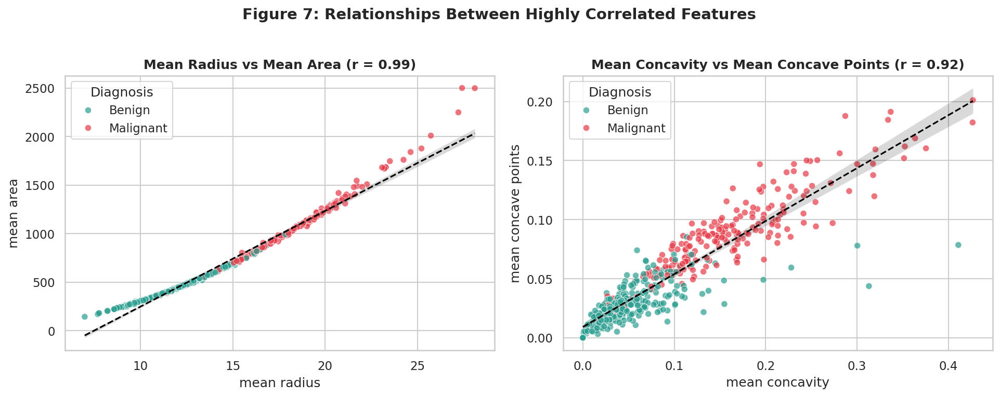 Figure 7: Relationships Between Highly Correlated Features
Mean Radius vs Mean Area (r = 0.99)
Diagnosis
Benign
Malignant
2500
2000
1500
1000
500
0
mean area
10 15 20 25
mean radius
Mean Concavity vs Mean Concave Points (r = 0.92)
Diagnosis
Benign
Malignant
0.20
0.15
0.10
0.05
0.00
mean concave points
0.0 0.1 0.2 0.3 0.4
mean concavity